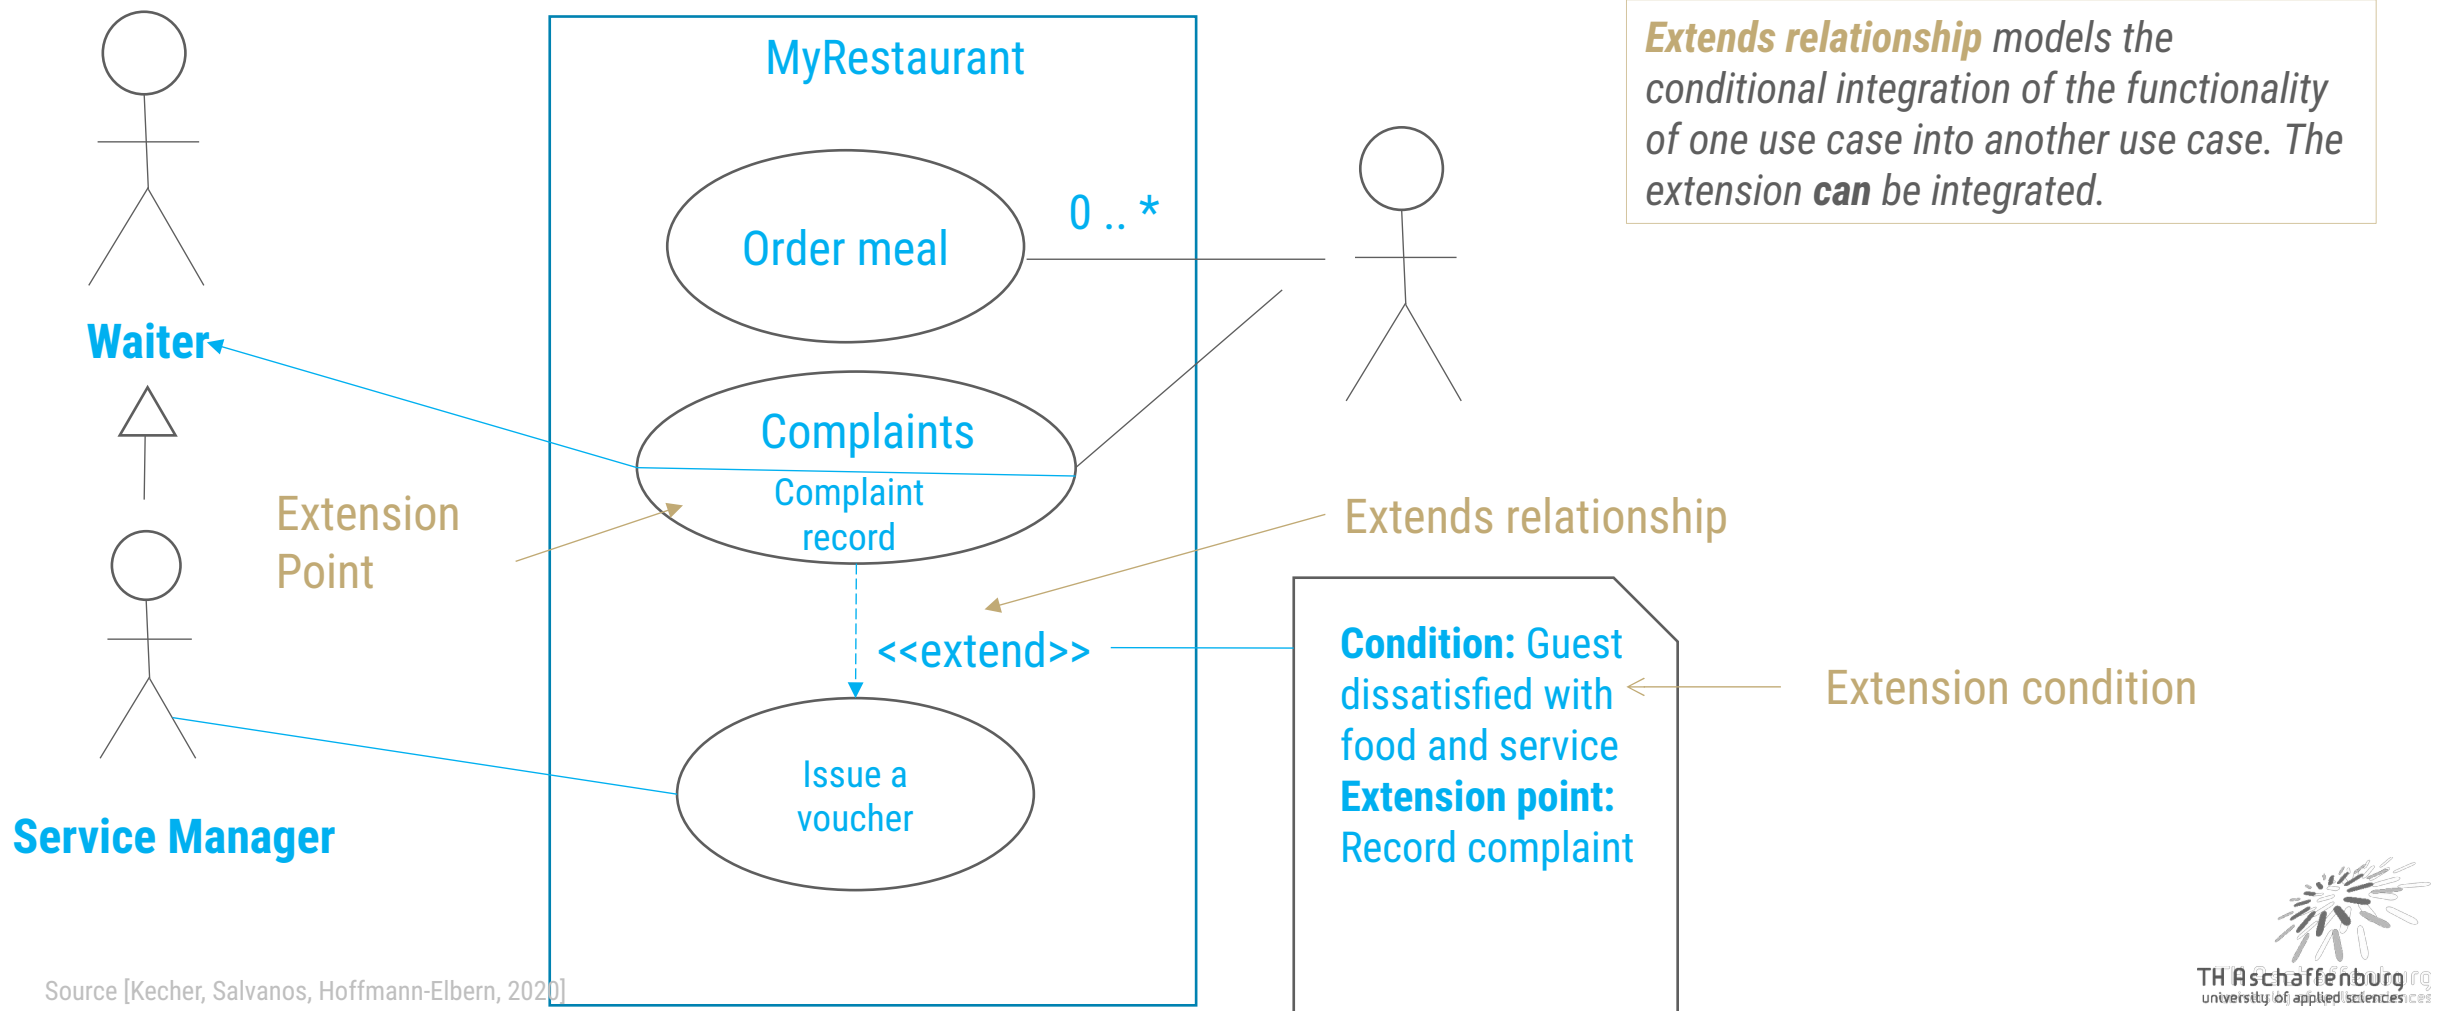 MyRestaurant
Extends relationship models the
conditional integration of the functionality
of one use case into another use case. The
extension can be integrated.
0 .. *
Order meal
Waiter
Complaints
Complaint
record
Extension
Point
Extends relationship
<<extend>>
Condition: Guest
dissatisfied with
food and service
Extension point:
Record complaint
Extension condition
Issue a
voucher
Service Manager
Source [Kecher, Salvanos, Hoffmann-Elbern, 2020]
TH Aschaffenburg
university of applied sciences